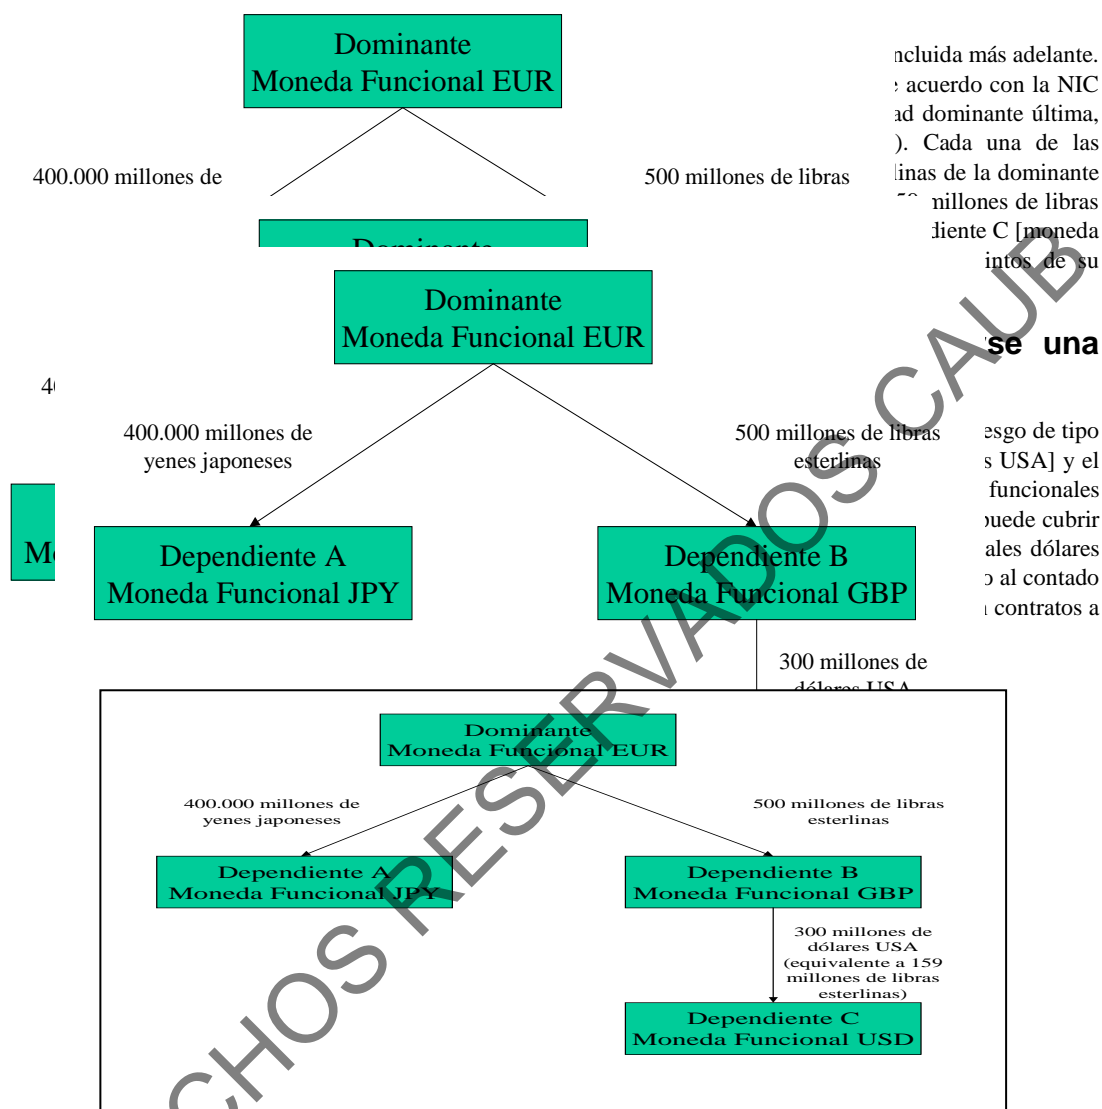 Dominante
Moneda Funcional EUR
ncluida más adelante.
acuerdo con la NIC
ad dominante última,
). Cada una de las
linas de la dominante
millones de libras
diente C [moneda
intos de su
400.000 millones de
500 millones de libras
Dominante
Moneda Funcional EUR
se una
400.000 millones de
yenes japoneses
500 millones de libras
esterlinas
esgo de tipo
s USA] y el
funcionales
puede cubrir
ales dólares
o al contado
contratos a
Dependiente A
Moneda Funcional JPY
Dependiente B
Moneda Funcional GBP
300 millones de
dólares USA
Dominante
Moneda Funcional EUR
400.000 millones de
yenes japoneses
500 millones de libras
esterlinas
Dependiente A
Moneda Funcional JPY
Dependiente B
Moneda Funcional GBP
300 millones de
dólares USA
(equivalente a 159
millones de libras
esterlinas)
Dependiente C
Moneda Funcional USD
CHOS RESERVADOS CAUB